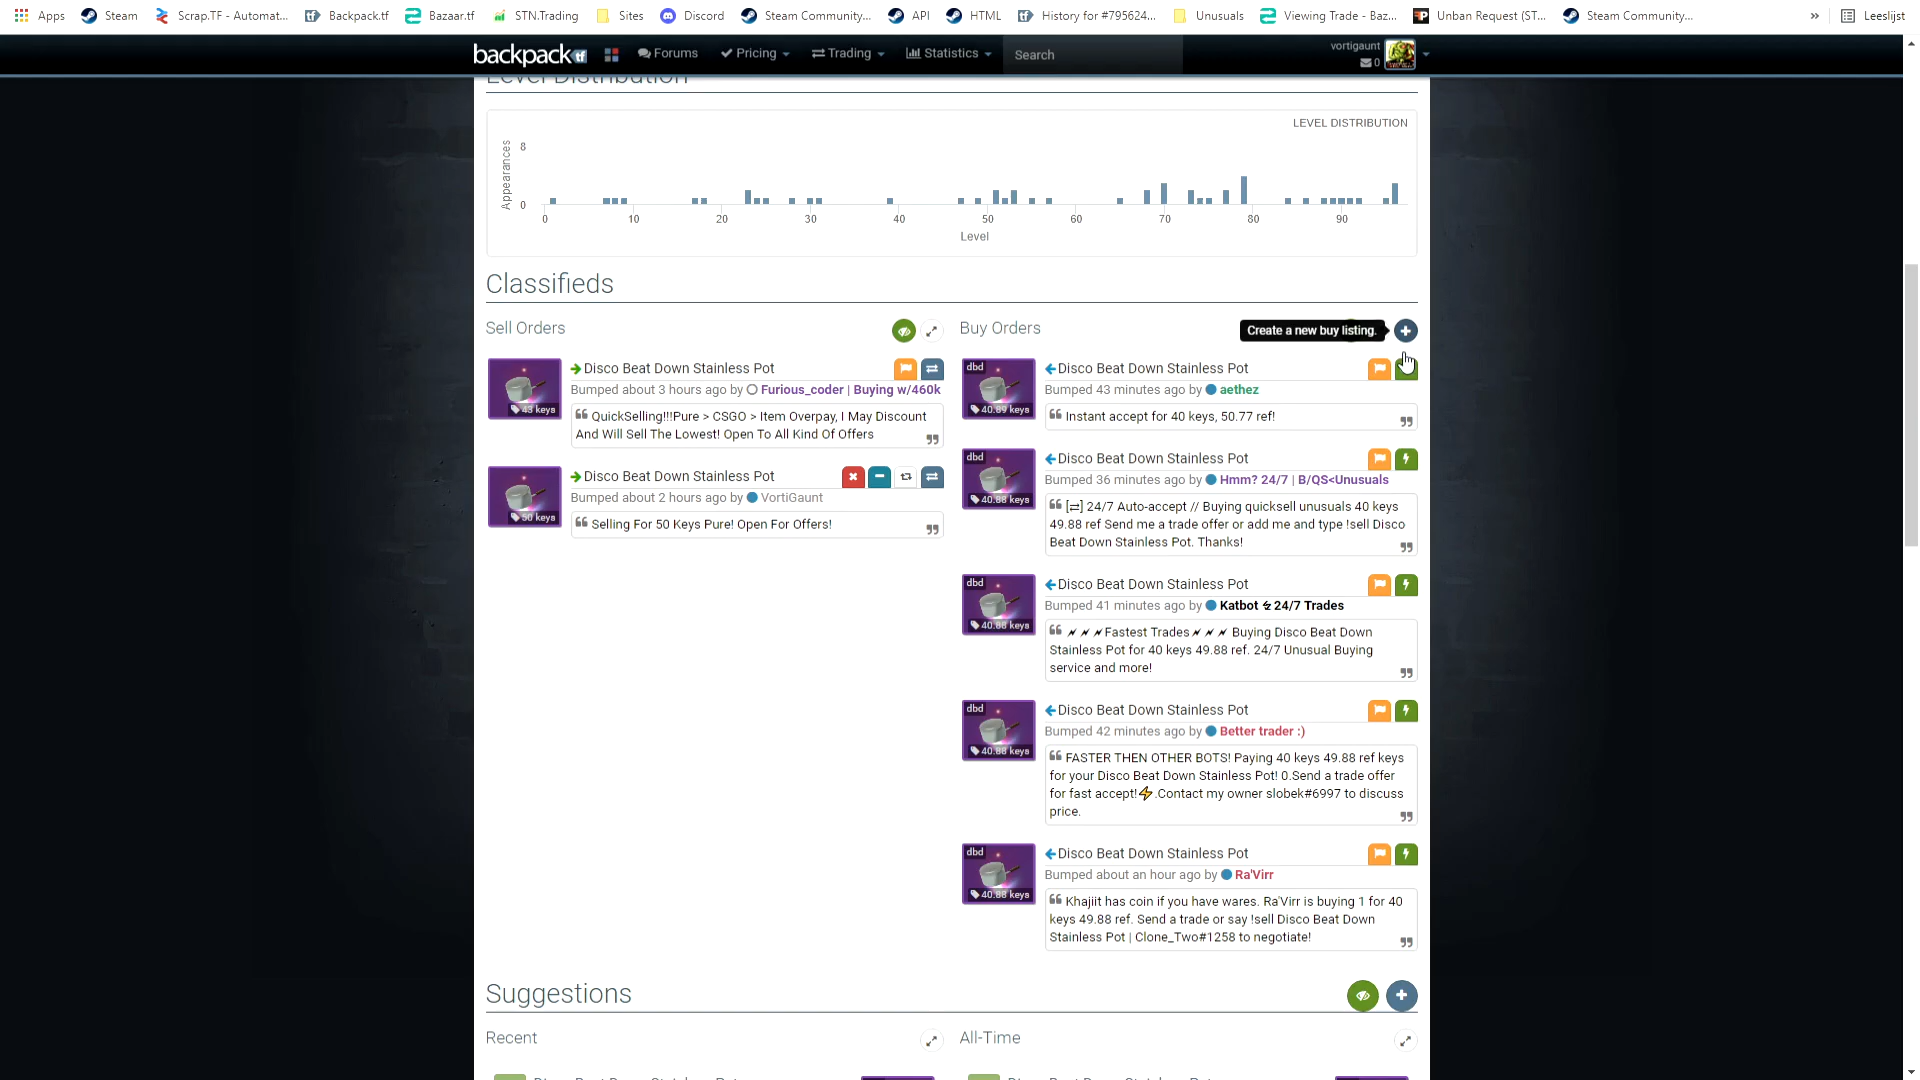 Apps Steam Scrap.TF - Automat... Backpack.tf Bazaar.tf STN.Trading Sites Discord Steam Community... API HTML History for #795624... Unusuals Viewing Trade - Baz... Unban Request (ST... Steam Community... » Leeslijst
backpack tf Forums Pricing Trading Statistics Search vortigaunt 0
Level Distribution
LEVEL DISTRIBUTION
Appearances
8
0
0 10 20 30 40 50 60 70 80 90
Level
Classifieds
Sell Orders
Disco Beat Down Stainless Pot
43 keys
Bumped about 3 hours ago by Furious_coder | Buying w/460k
QuickSelling!!!Pure > CSGO > Item Overpay, I May Discount
And Will Sell The Lowest! Open To All Kind Of Offers
Disco Beat Down Stainless Pot
50 keys
Bumped about 2 hours ago by VortiGaunt
Selling For 50 Keys Pure! Open For Offers!
Buy Orders
Create a new buy listing.
dbd
40.89 keys
Disco Beat Down Stainless Pot
Bumped 43 minutes ago by aethez
Instant accept for 40 keys, 50.77 ref!
dbd
40.88 keys
Disco Beat Down Stainless Pot
Bumped 36 minutes ago by Hmm? 24/7 | B/QS<Unusuals
[⇄] 24/7 Auto-accept // Buying quicksell unusuals 40 keys
49.88 ref Send me a trade offer or add me and type !sell Disco
Beat Down Stainless Pot. Thanks!
dbd
40.88 keys
Disco Beat Down Stainless Pot
Bumped 41 minutes ago by Katbot 24/7 Trades
Fastest Trades Buying Disco Beat Down
Stainless Pot for 40 keys 49.88 ref. 24/7 Unusual Buying
service and more!
dbd
40.88 keys
Disco Beat Down Stainless Pot
Bumped 42 minutes ago by Better trader :)
FASTER THEN OTHER BOTS! Paying 40 keys 49.88 ref keys
for your Disco Beat Down Stainless Pot! 0.Send a trade offer
for fast accept!⚡.Contact my owner slobek#6997 to discuss
price.
dbd
40.88 keys
Disco Beat Down Stainless Pot
Bumped about an hour ago by Ra'Virr
Khajiit has coin if you have wares. Ra'Virr is buying 1 for 40
keys 49.88 ref. Send a trade or say !sell Disco Beat Down
Stainless Pot | Clone_Two#1258 to negotiate!
Suggestions
Recent
All-Time